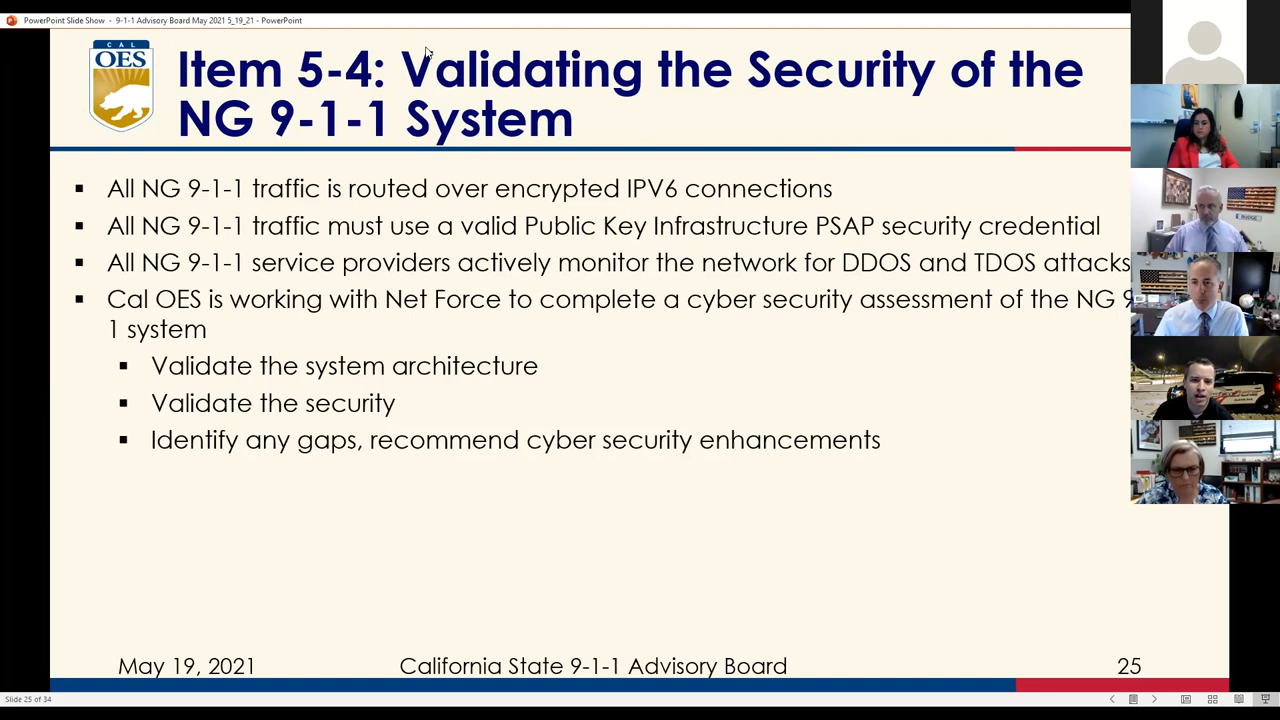 PowerPoint Slide Show - 9-1-1 Advisory Board May 2021 5_19_21 - PowerPoint
CAL
OES
Item 5-4: Validating the Security of the
NG 9-1-1 System
▪ All NG 9-1-1 traffic is routed over encrypted IPV6 connections
▪ All NG 9-1-1 traffic must use a valid Public Key Infrastructure PSAP security credential
▪ All NG 9-1-1 service providers actively monitor the network for DDOS and TDOS attacks
▪ Cal OES is working with Net Force to complete a cyber security assessment of the NG 9
1 system
▪ Validate the system architecture
▪ Validate the security
▪ Identify any gaps, recommend cyber security enhancements
May 19, 2021 California State 9-1-1 Advisory Board 25
Slide 25 of 34